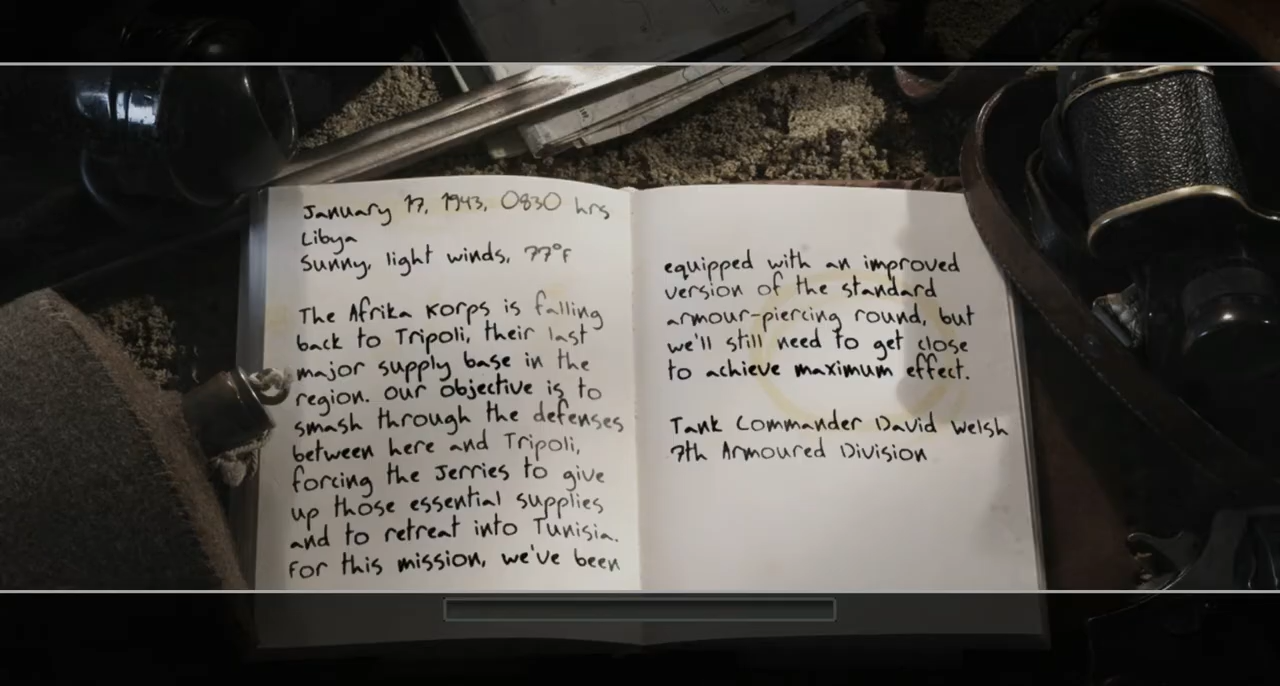 January 17, 1943, 0830 hrs
Libya
Sunny, light winds, 77°F
The Afrika Korps is falling
back to Tripoli, their last
major supply base in the
region. Our objective is to
smash through the defenses
between here and Tripoli,
forcing the Jerries to give
up those essential supplies
and to retreat into Tunisia.
For this mission, we've been
equipped with an improved
version of the standard
armour-piercing round, but
we'll still need to get close
to achieve maximum effect.
Tank Commander David Welsh
7th Armoured Division